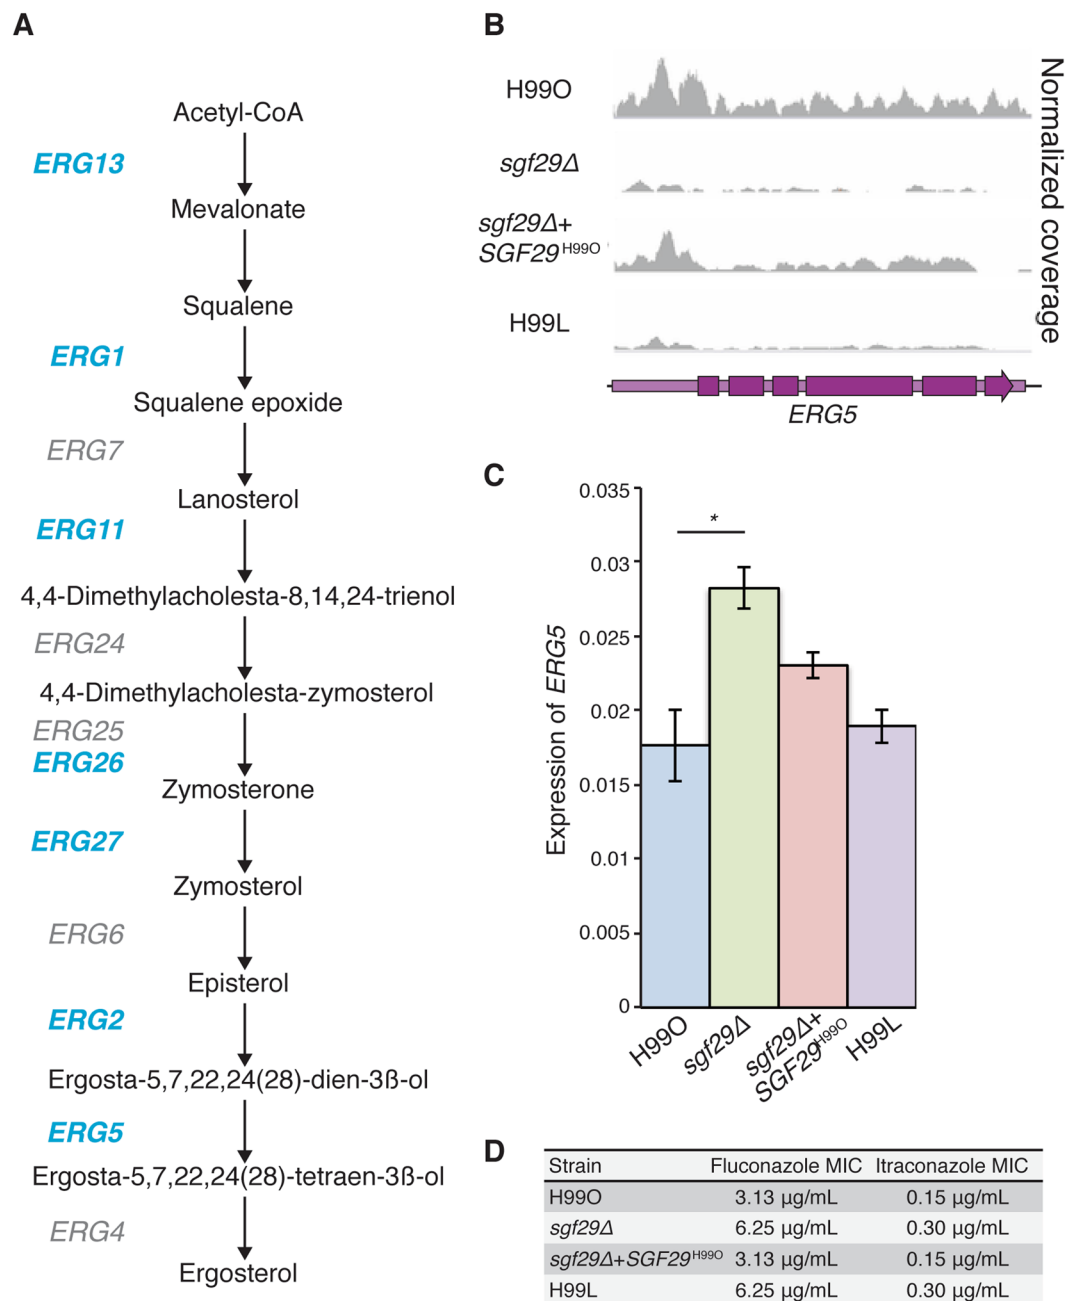 A
Acetyl-CoA
ERG13
Mevalonate
Squalene
ERG1
Squalene epoxide
ERG7
Lanosterol
ERG11
4,4-Dimethylacholesta-8,14,24-trienol
ERG24
4,4-Dimethylacholesta-zymosterol
ERG25
ERG26
Zymosterone
ERG27
Zymosterol
ERG6
Episterol
ERG2
Ergosta-5,7,22,24(28)-dien-3ß-ol
ERG5
Ergosta-5,7,22,24(28)-tetraen-3ß-ol
ERG4
Ergosterol
B
H99O
sgf29Δ
sgf29Δ+
SGF29 H99O
H99L
Normalized coverage
ERG5
C
Expression of ERG5
0.035
0.03
0.025
0.02
0.015
0.01
0.005
0
*
H99O
sgf29Δ
sgf29Δ+
SGF29 H99O
H99L
D
Strain Fluconazole MIC Itraconazole MIC
H99O 3.13 µg/mL 0.15 µg/mL
sgf29Δ 6.25 µg/mL 0.30 µg/mL
sgf29Δ+SGF29 H99O 3.13 µg/mL 0.15 µg/mL
H99L 6.25 µg/mL 0.30 µg/mL